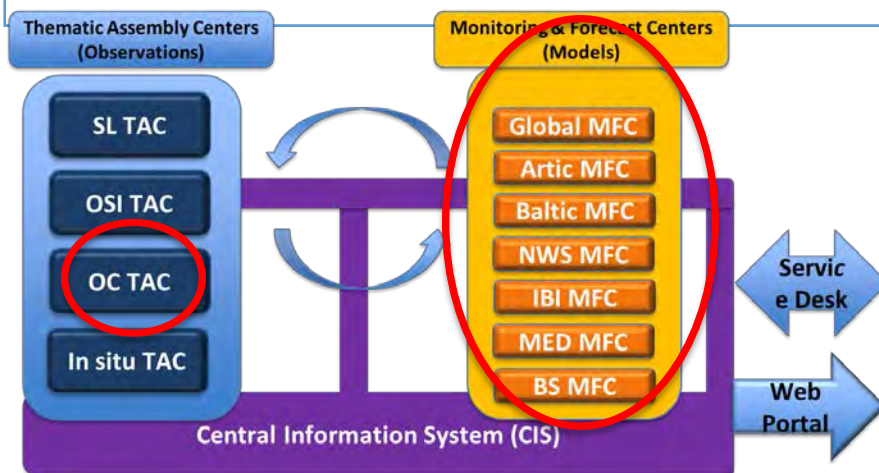 Thematic Assembly Centers
(Observations)
SL TAC
OSI TAC
OC TAC
In situ TAC
Monitoring & Forecast Centers
(Models)
Global MFC
Artic MFC
Baltic MFC
NWS MFC
IBI MFC
MED MFC
BS MFC
Servic
e Desk
Web
Portal
Central Information System (CIS)